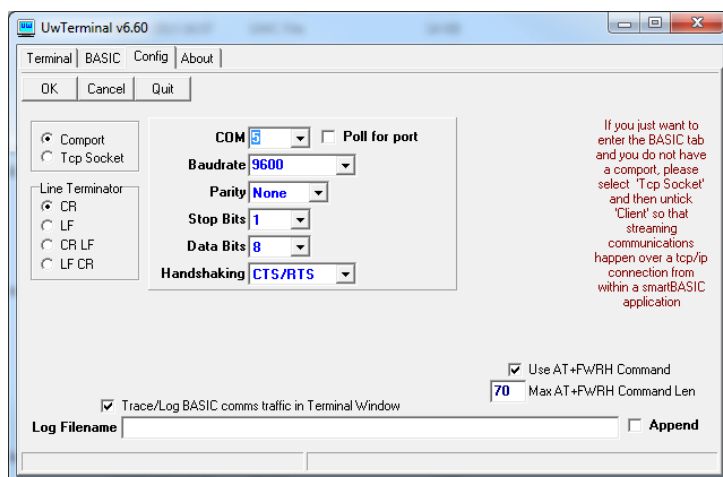 UwTerminal v6.60
Terminal BASIC Config About
OK Cancel Quit
Comport
Tcp Socket
Line Terminator
CR
LF
CR LF
LF CR
COM 5 Poll for port
Baudrate 9600
Parity None
Stop Bits 1
Data Bits 8
Handshaking CTS/RTS
If you just want to
enter the BASIC tab
and you do not have
a comport, please
select 'Tcp Socket'
and then untick
'Client' so that
streaming
communications
happen over a tcp/ip
connection from
within a smartBASIC
application
Use AT+FWRH Command
70 Max AT+FWRH Command Len
Trace/Log BASIC comms traffic in Terminal Window
Log Filename Append